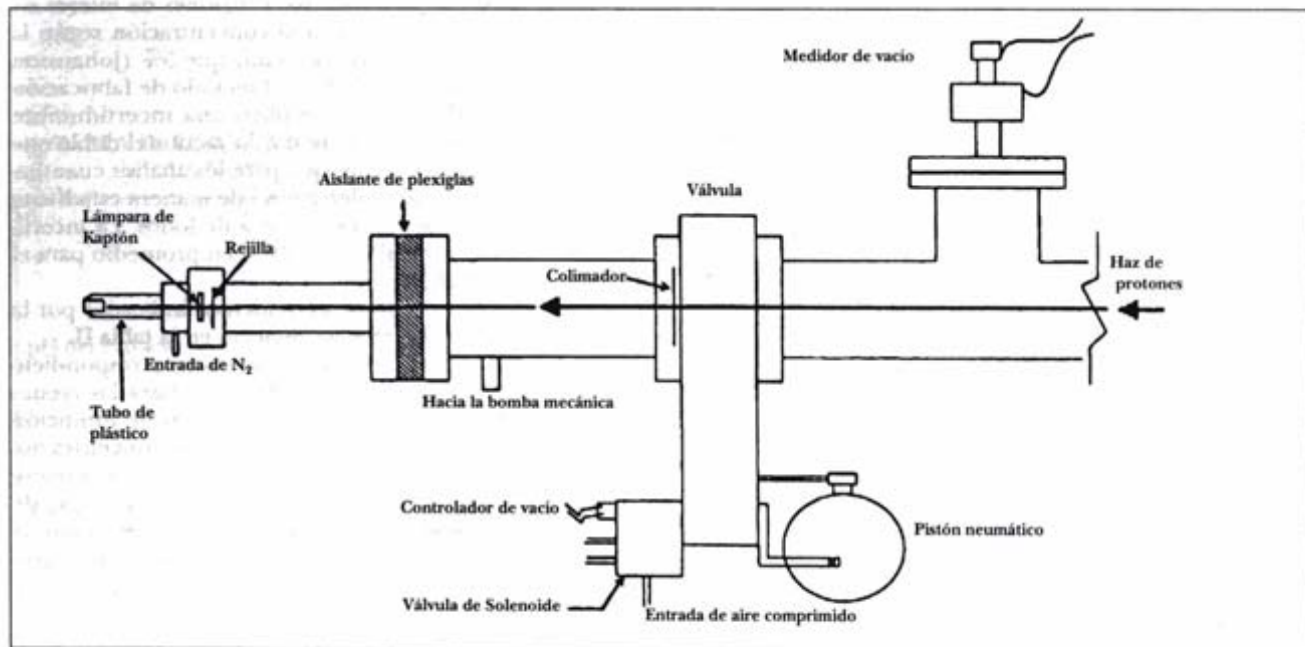 Medidor de vacío
Aislante de plexiglas
Válvula
Lámpara de
Kaptón
Rejilla
Colimador
Haz de
protones
Entrada de N₂
Hacia la bomba mecánica
Tubo de
plástico
Controlador de vacío
Pistón neumático
Válvula de Solenoide
Entrada de aire comprimido